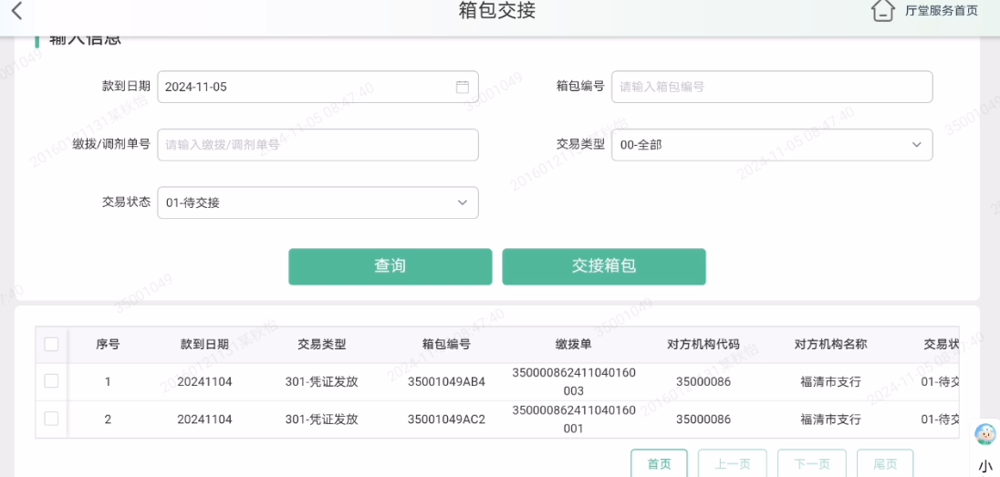 箱包交接
厅堂服务首页
输入信息
款到日期 2024-11-05 箱包编号 请输入箱包编号
缴拨/调剂单号 请输入缴拨/调剂单号 交易类型 00-全部
交易状态 01-待交接
查询 交接箱包
序号 款到日期 交易类型 箱包编号 缴拨单 对方机构代码 对方机构名称 交易状
1 20241104 301-凭证发放 35001049AB4 350000862411040160003 35000086 福清市支行 01-待交
2 20241104 301-凭证发放 35001049AC2 350000862411040160001 35000086 福清市支行 01-待交
首页 上一页 下一页 尾页
小